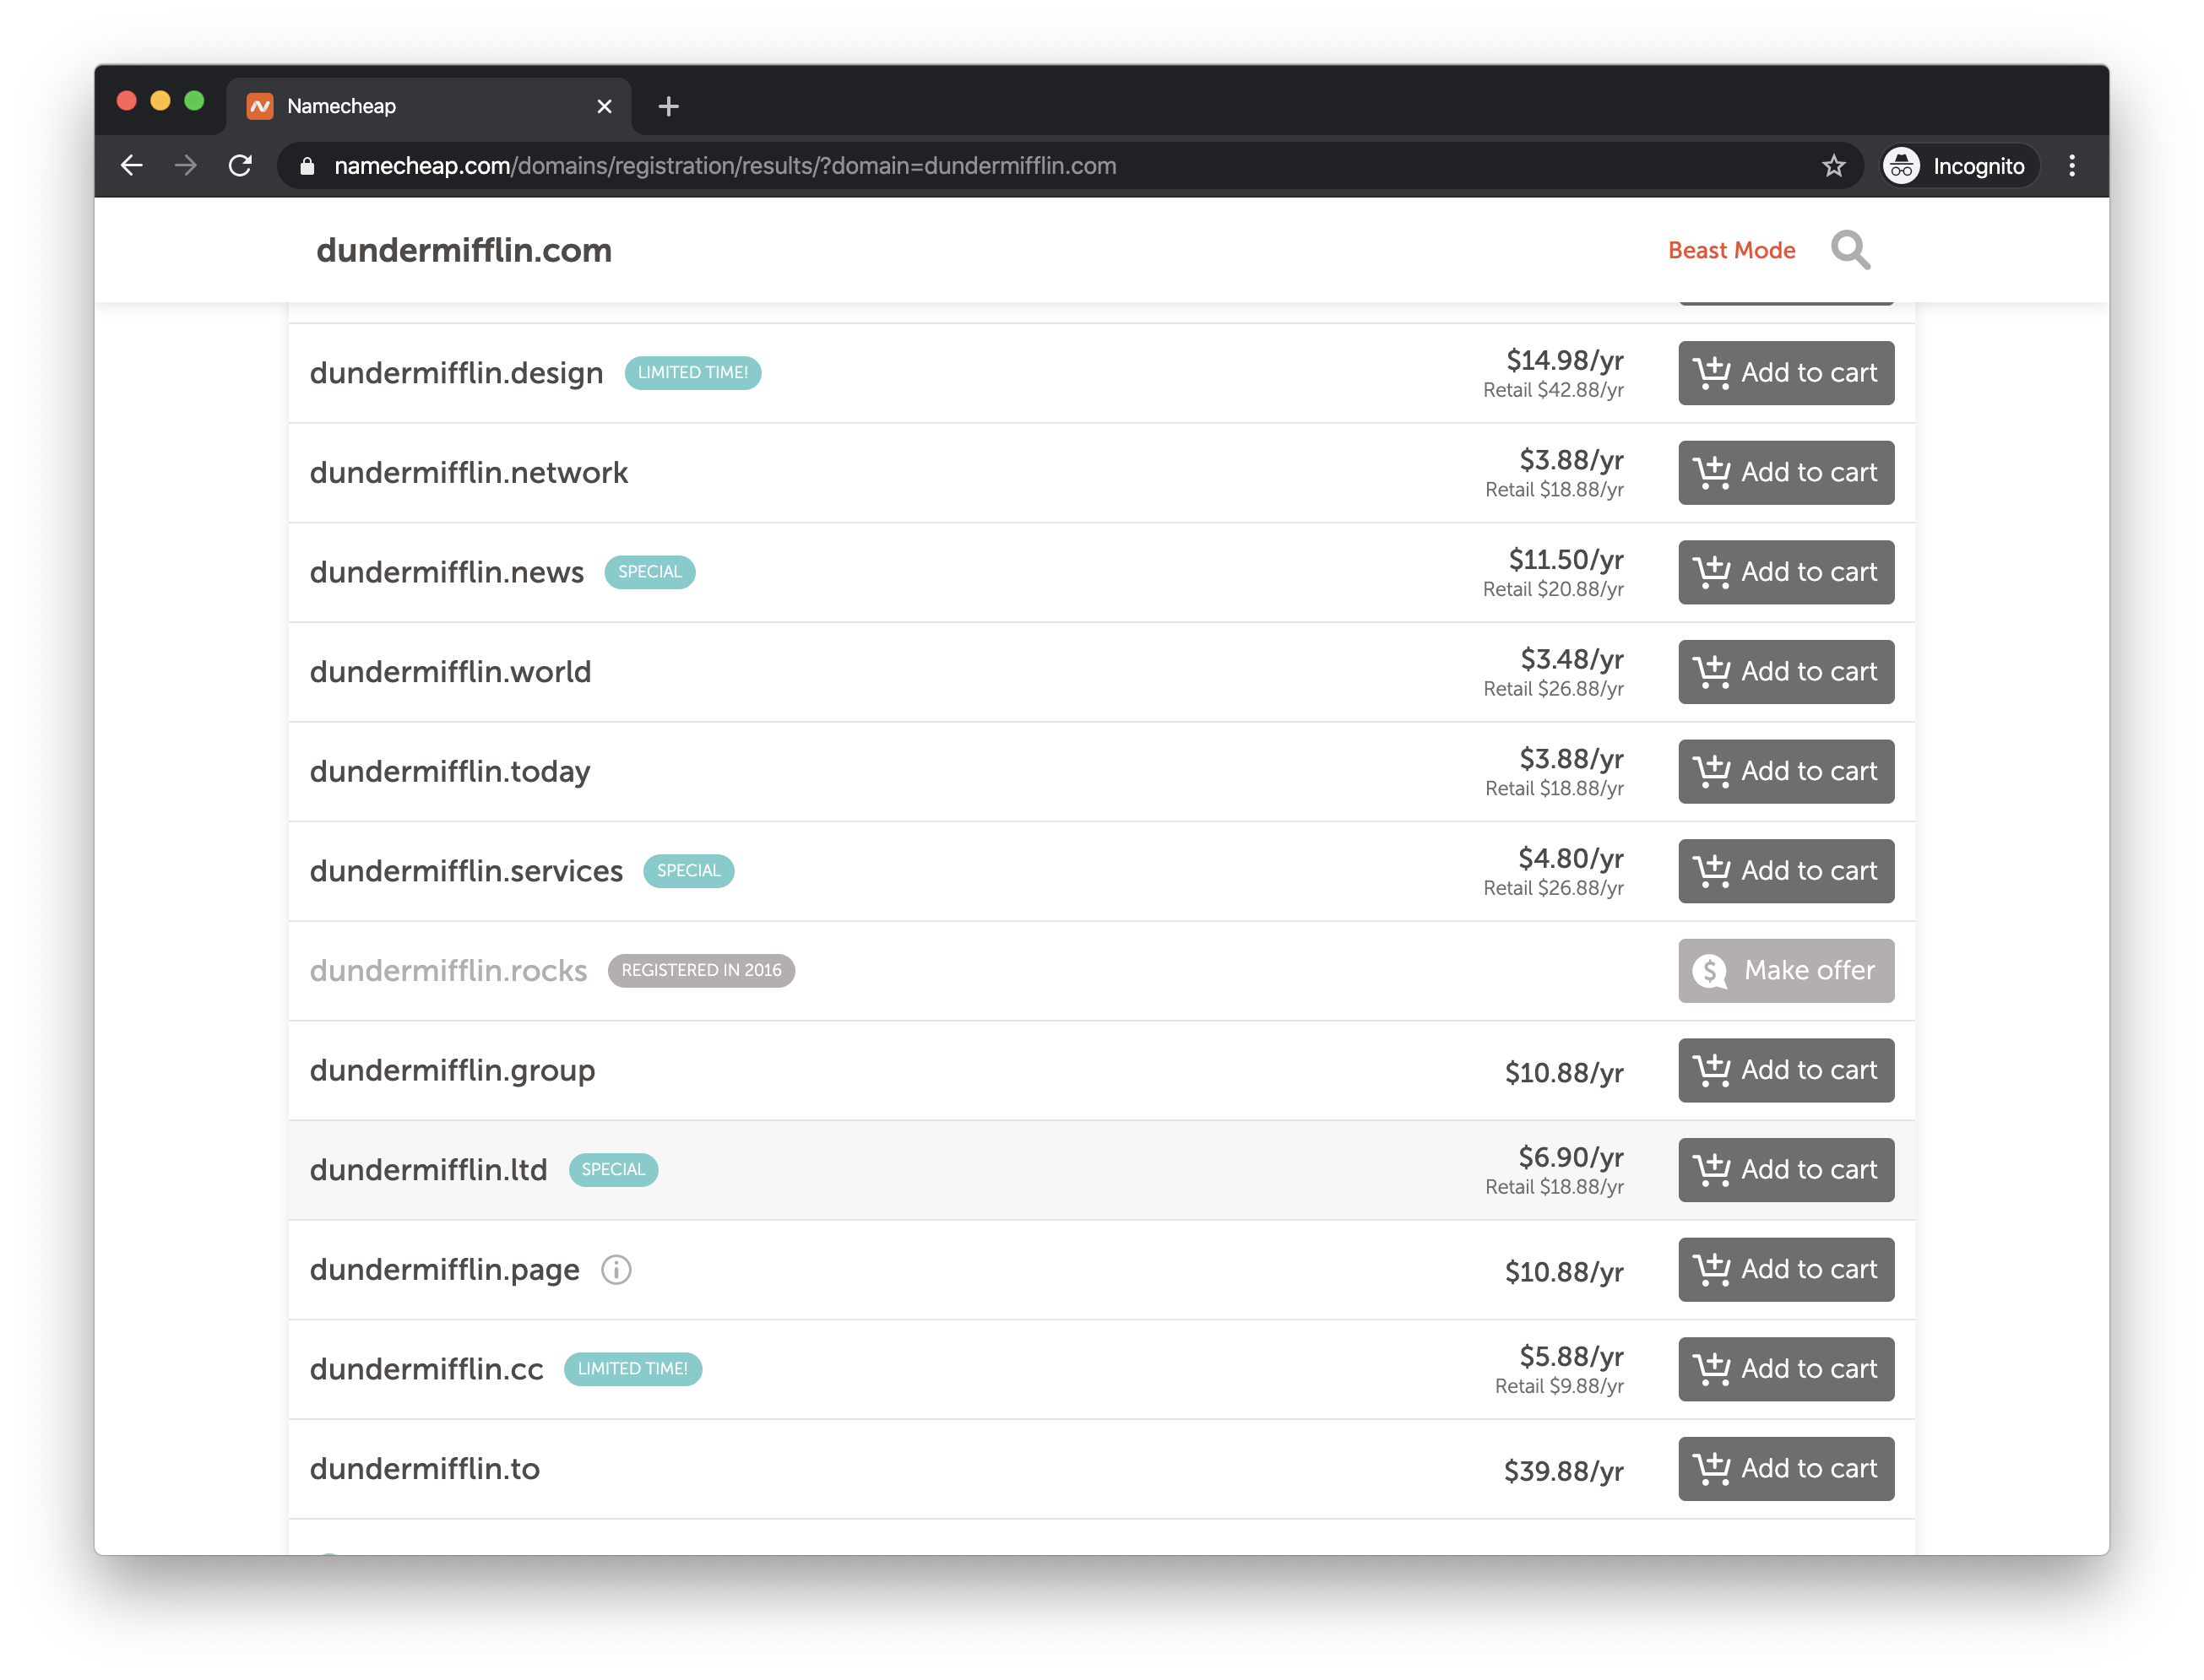 Namecheap
namecheap.com/domains/registration/results/?domain=dundermifflin.com
Incognito
dundermifflin.com
Beast Mode
dundermifflin.design LIMITED TIME! $14.98/yr Add to cart
Retail $42.88/yr
dundermifflin.network $3.88/yr Add to cart
Retail $18.88/yr
dundermifflin.news SPECIAL $11.50/yr Add to cart
Retail $20.88/yr
dundermifflin.world $3.48/yr Add to cart
Retail $26.88/yr
dundermifflin.today $3.88/yr Add to cart
Retail $18.88/yr
dundermifflin.services SPECIAL $4.80/yr Add to cart
Retail $26.88/yr
dundermifflin.rocks REGISTERED IN 2016 Make offer
dundermifflin.group $10.88/yr Add to cart
dundermifflin.ltd SPECIAL $6.90/yr Add to cart
Retail $18.88/yr
dundermifflin.page $10.88/yr Add to cart
dundermifflin.cc LIMITED TIME! $5.88/yr Add to cart
Retail $9.88/yr
dundermifflin.to $39.88/yr Add to cart